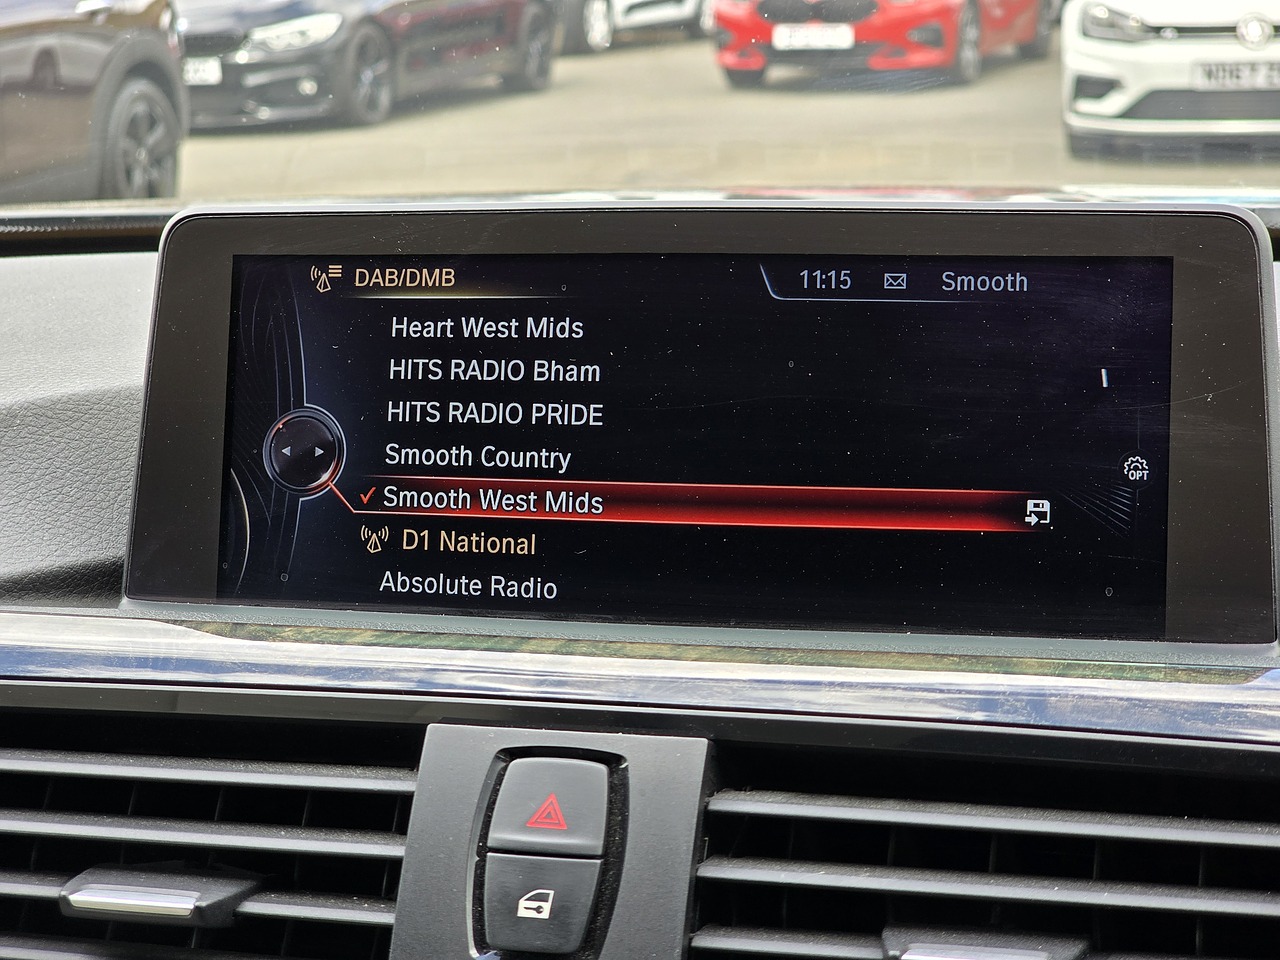 DAB/DMB
11:15
Smooth
Heart West Mids
HITS RADIO Bham
HITS RADIO PRIDE
Smooth Country
Smooth West Mids
OPT
D1 National
Absolute Radio